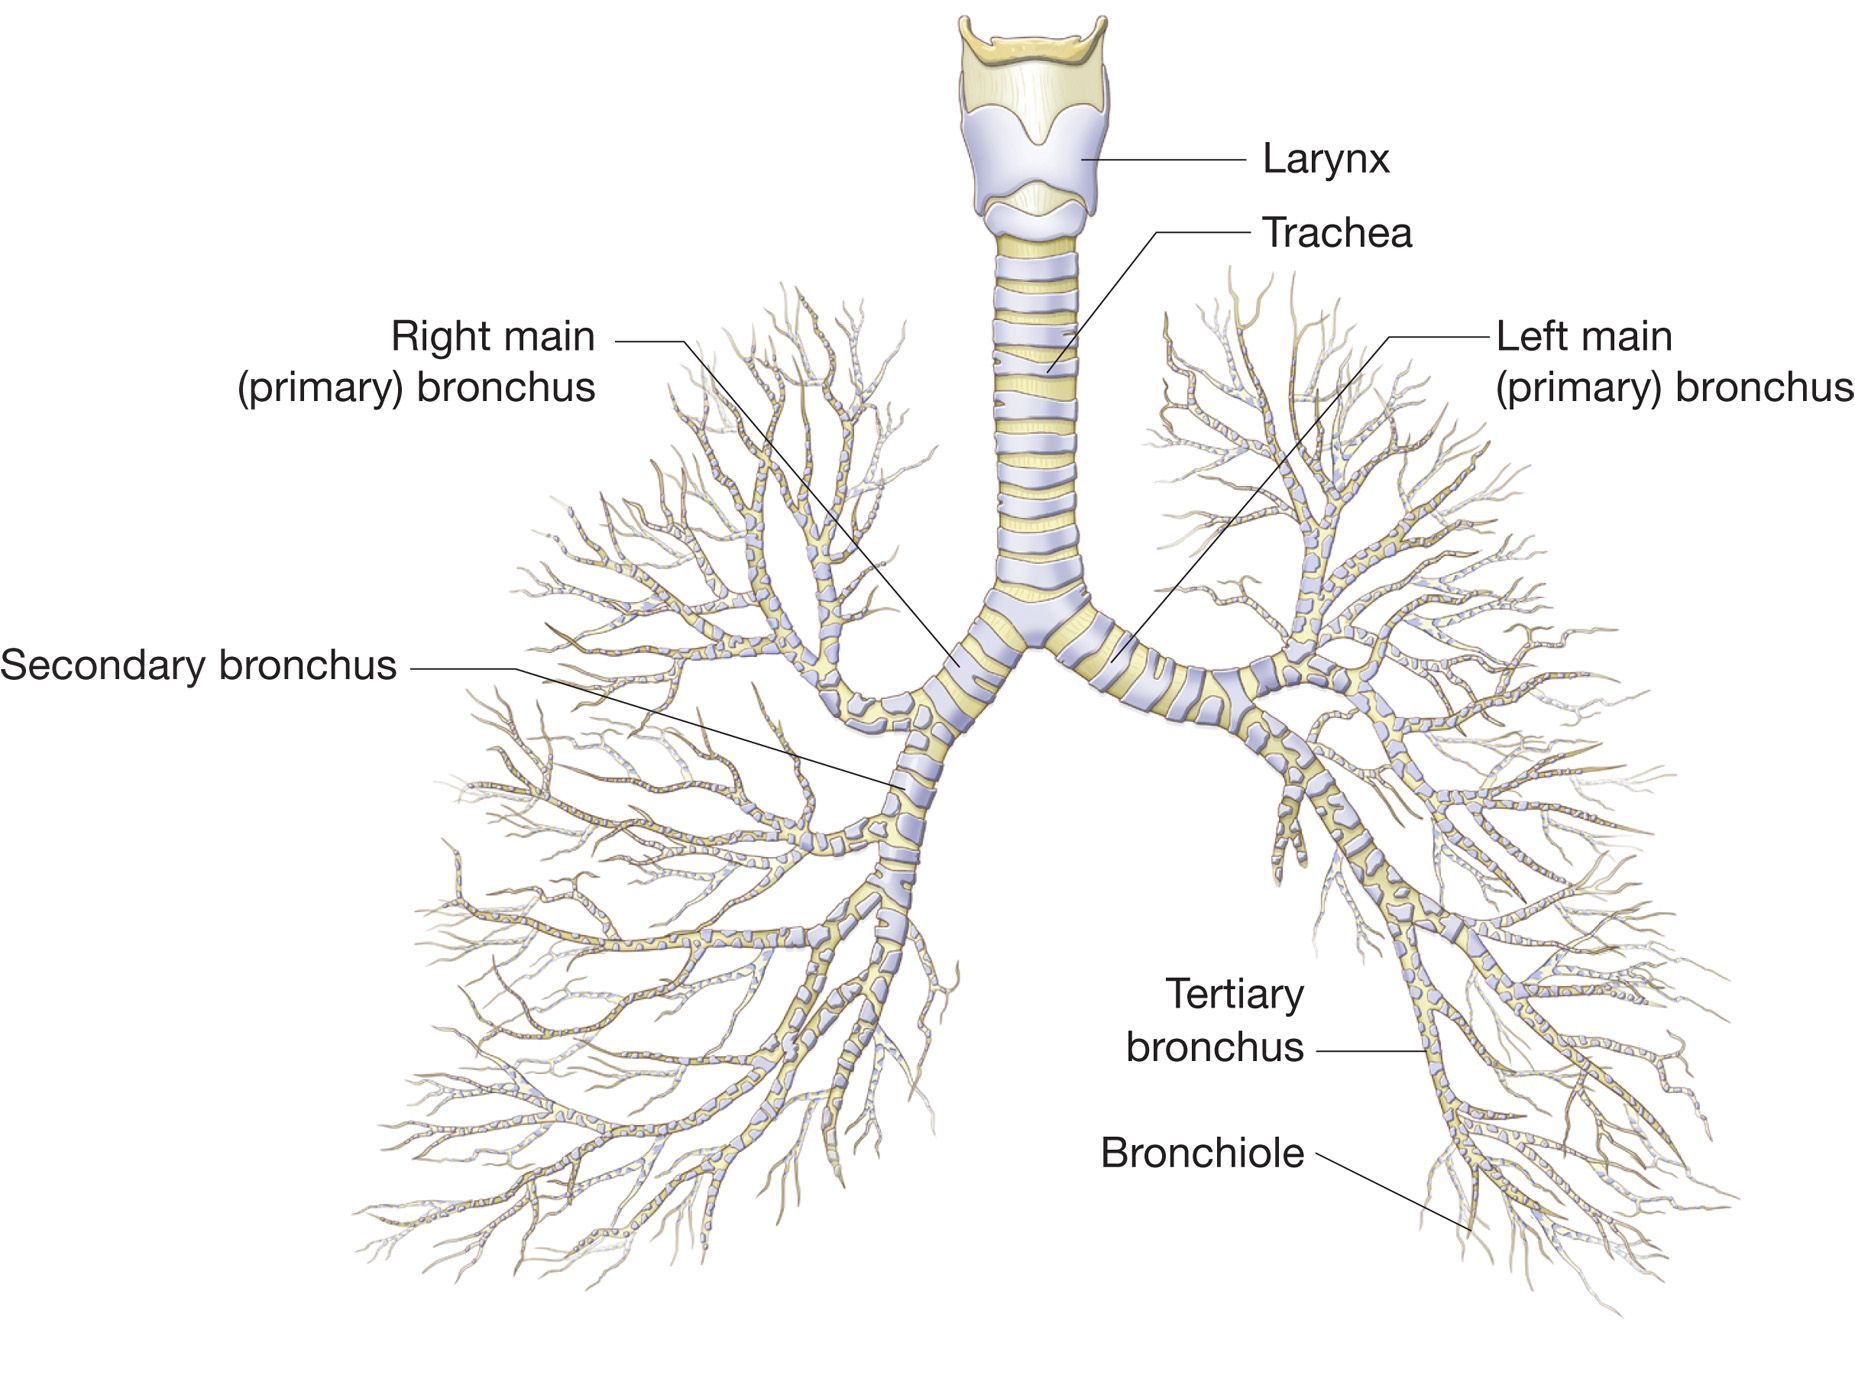 Larynx
Trachea
Right main
(primary) bronchus
Left main
(primary) bronchus
Secondary bronchus
Tertiary
bronchus
Bronchiole